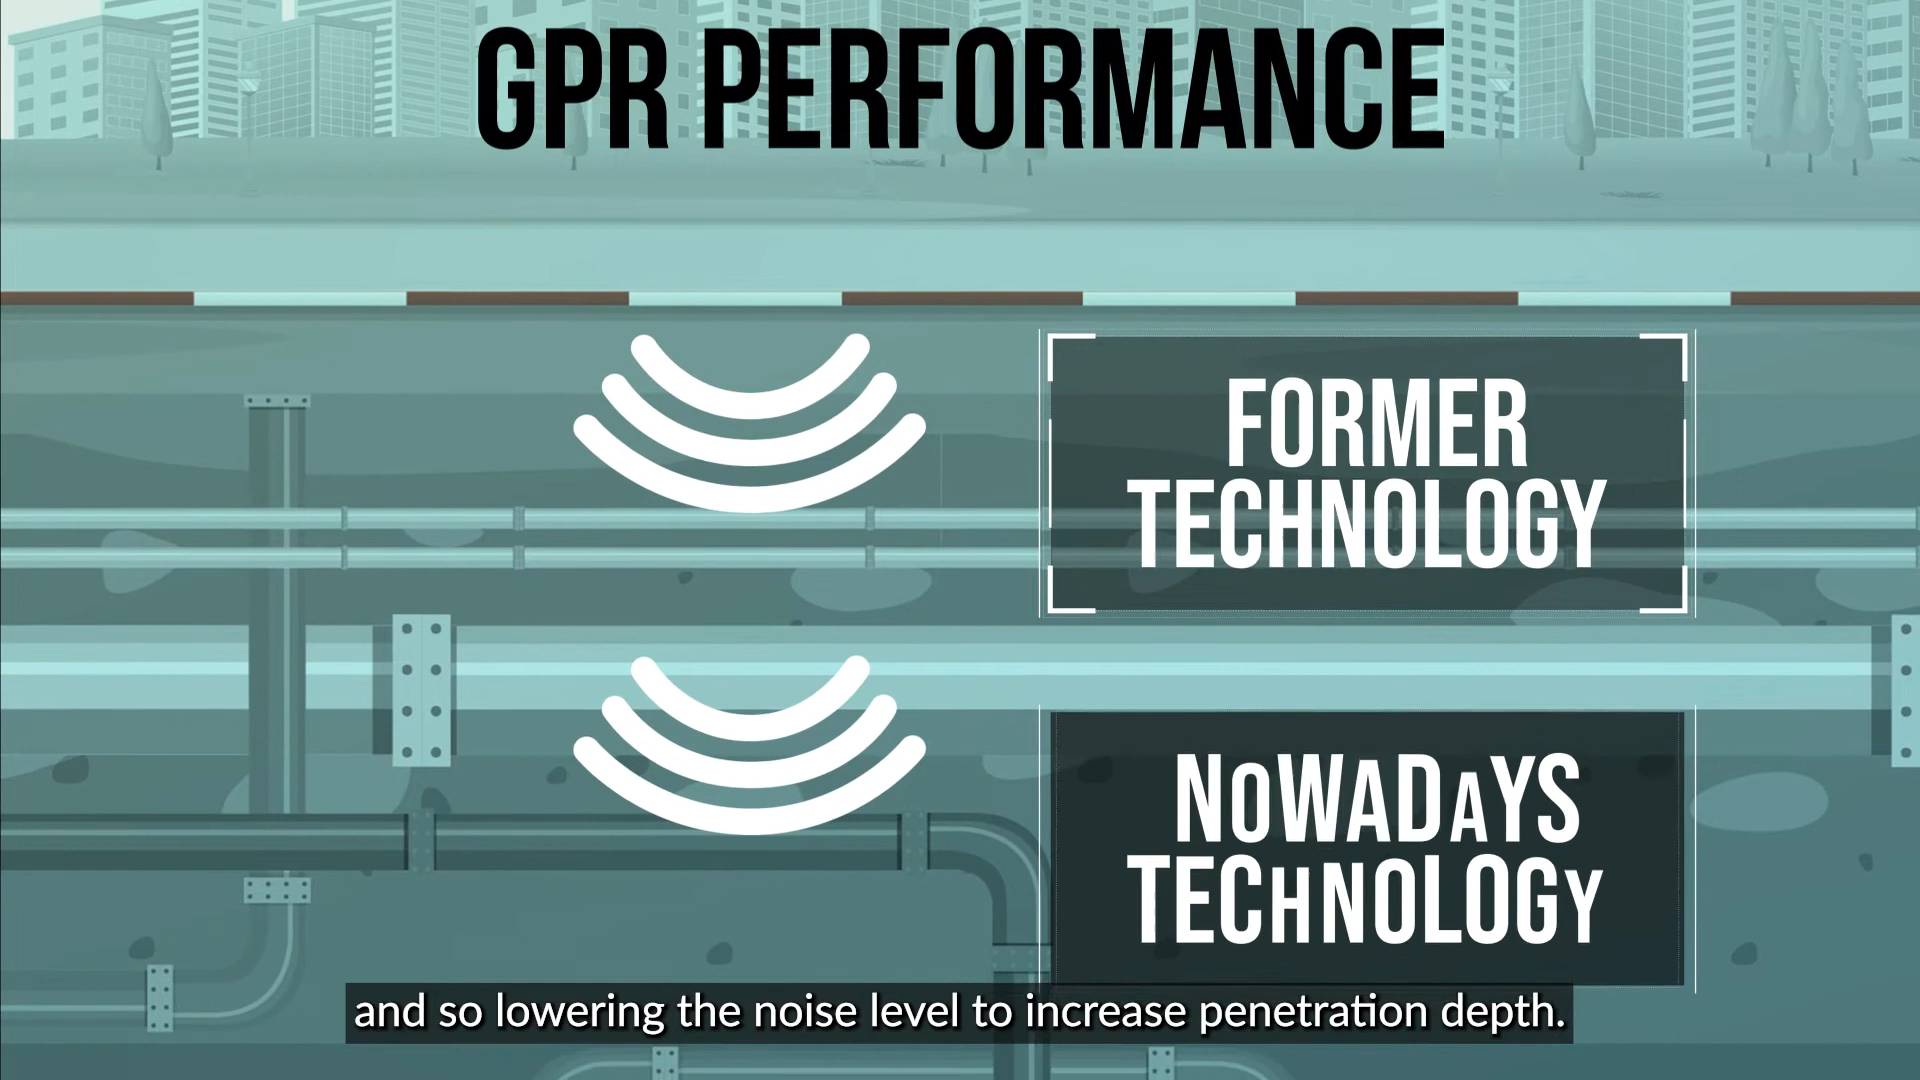 GPR PERFORMANCE
FORMER
TECHNOLOGY
NOWADAYS
TECHNOLOGY
and so lowering the noise level to increase penetration depth.